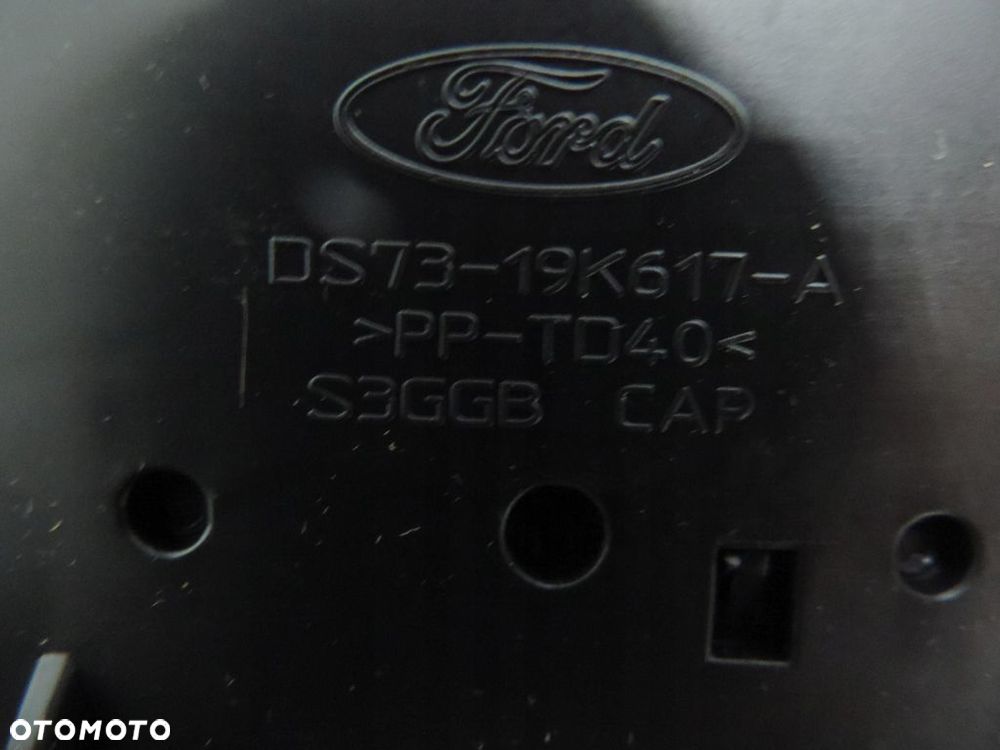 Ford
DS73-19K617-A
>PP-TD40<
S3GGB CAP
OTOMOTO